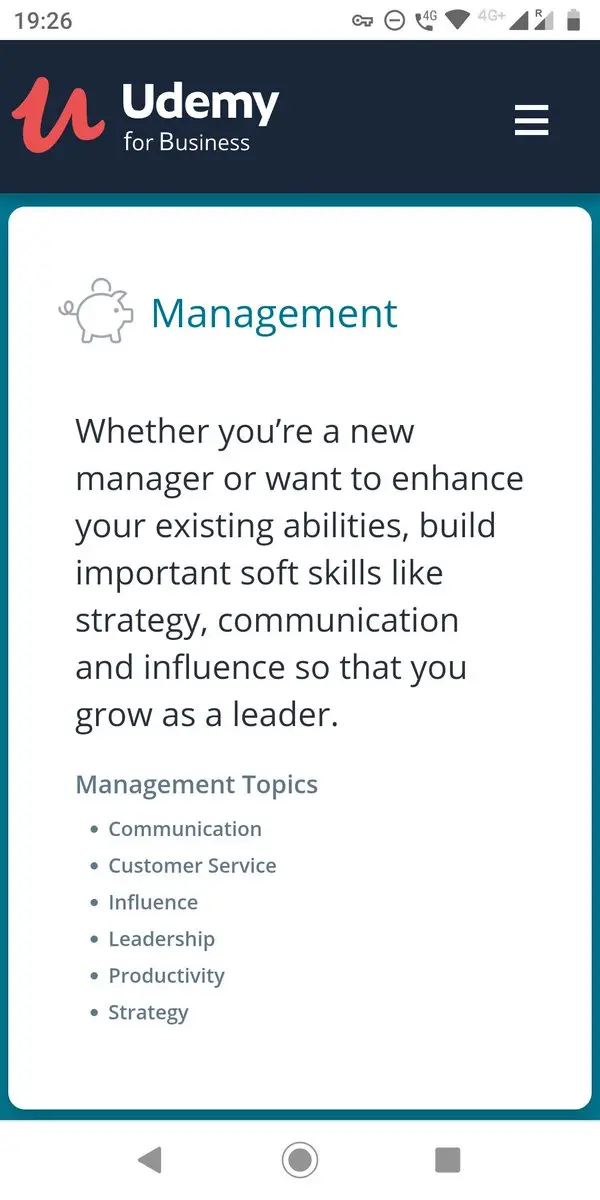 19:26
4G
4G+
R
Udemy
for Business
Management
Whether you’re a new
manager or want to enhance
your existing abilities, build
important soft skills like
strategy, communication
and influence so that you
grow as a leader.
Management Topics
• Communication
• Customer Service
• Influence
• Leadership
• Productivity
• Strategy